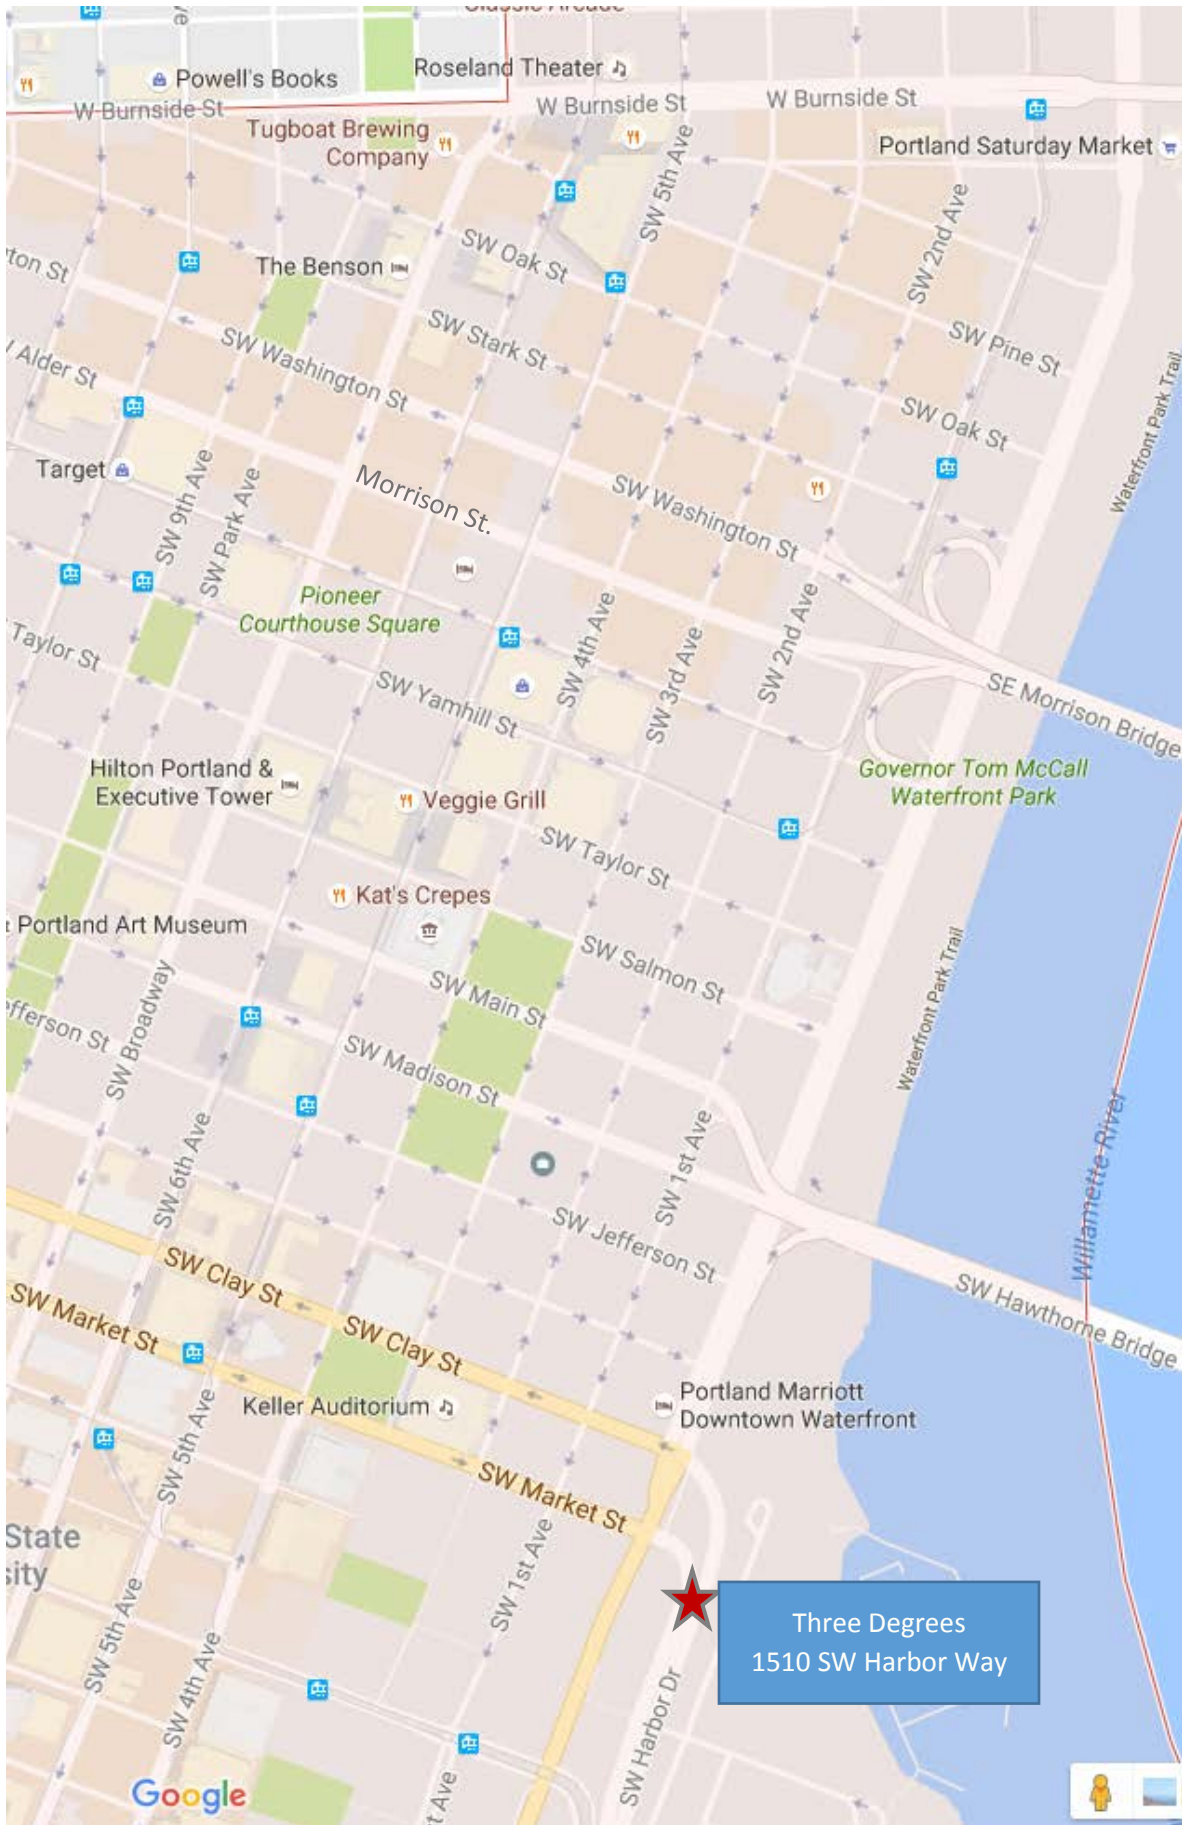 Classic Arcade
Powell's Books
Roseland Theater
W Burnside St
W Burnside St
W Burnside St
Tugboat Brewing
Company
SW 5th Ave
Portland Saturday Market
SW 2nd Ave
SW Oak St
The Benson
SW Stark St
SW Pine St
SW Washington St
Alder St
SW Oak St
Waterfront Park Trail
Target
SW 9th Ave
SW Park Ave
Morrison St.
SW Washington St
Pioneer
Courthouse Square
SW 4th Ave
SW 3rd Ave
SW 2nd Ave
Taylor St
SW Yamhill St
SE Morrison Bridge
Hilton Portland &
Executive Tower
Veggie Grill
Governor Tom McCall
Waterfront Park
SW Taylor St
Kat's Crepes
Portland Art Museum
SW Salmon St
Waterfront Park Trail
SW Main St
efferson St
SW Broadway
SW Madison St
SW 6th Ave
SW 1st Ave
Willamette River
SW Jefferson St
SW Clay St
SW Hawthorne Bridge
SW Market St
SW Clay St
Keller Auditorium
Portland Marriott
Downtown Waterfront
SW 5th Ave
SW Market St
State
sity
SW 1st Ave
SW 5th Ave
SW 4th Ave
Three Degrees
1510 SW Harbor Way
SW Harbor Dr
Google
t Ave